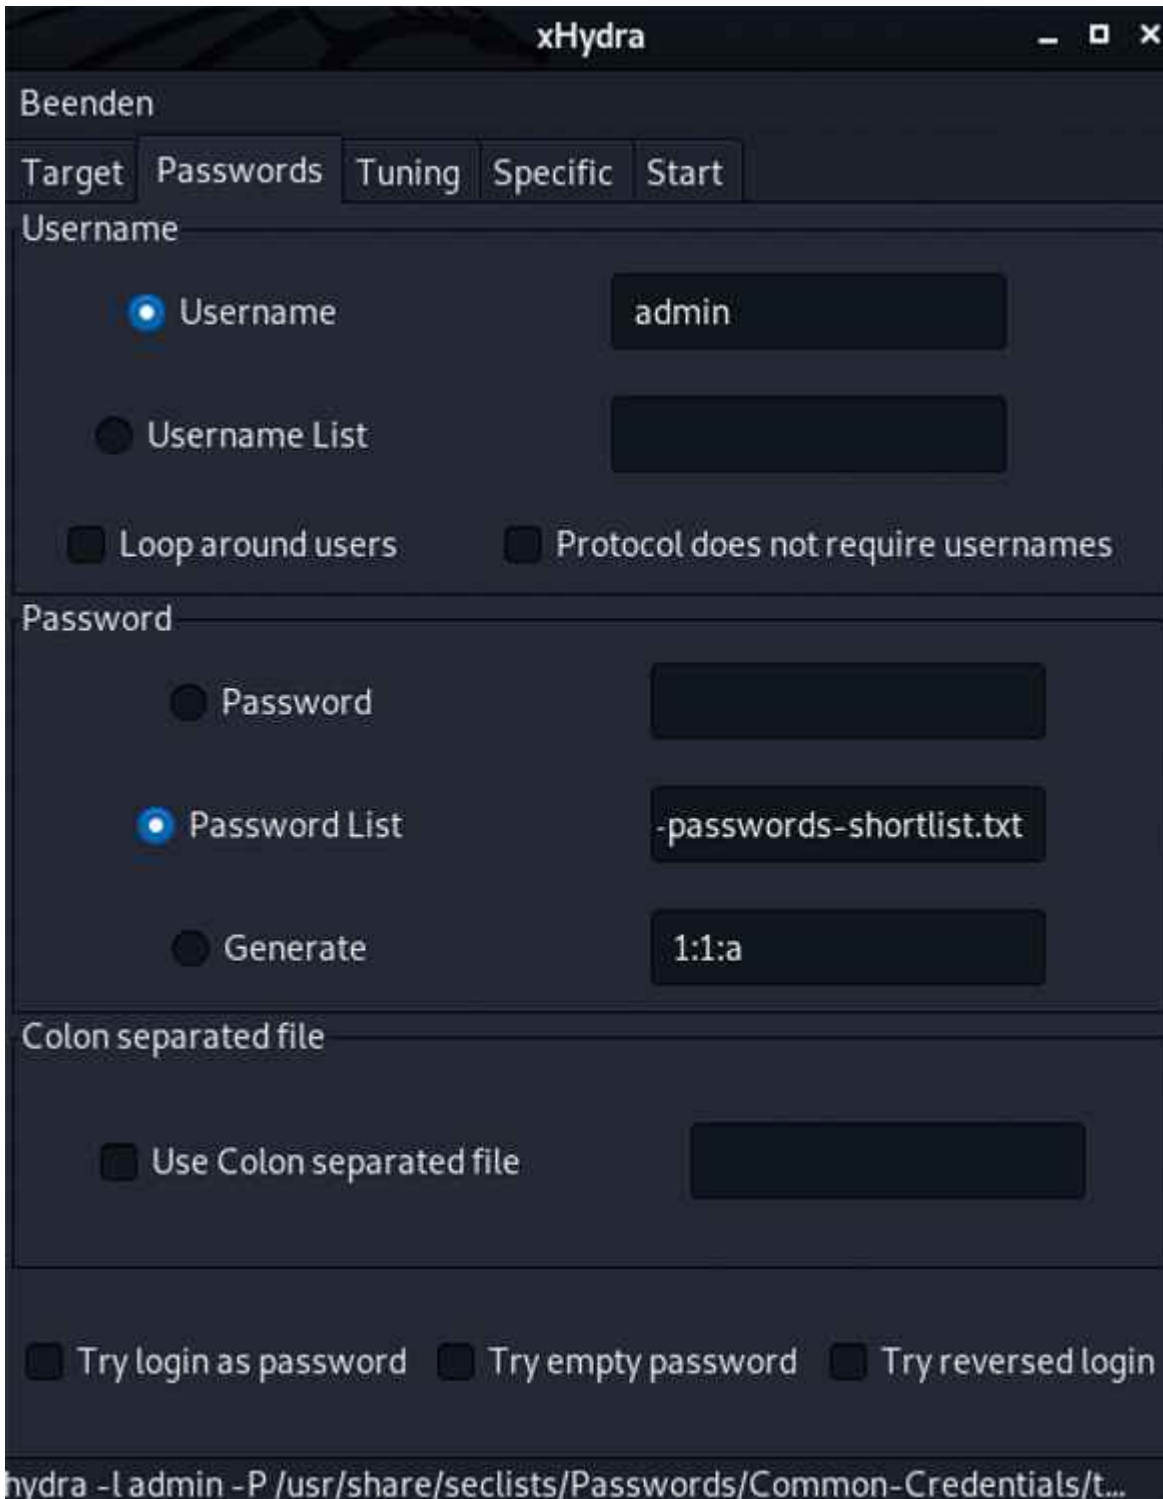 xHydra
Beenden
Target Passwords Tuning Specific Start
Username
Username admin
Username List
Loop around users Protocol does not require usernames
Password
Password
Password List -passwords-shortlist.txt
Generate 1:1:a
Colon separated file
Use Colon separated file
Try login as password Try empty password Try reversed login
hydra -l admin -P /usr/share/seclists/Passwords/Common-Credentials/t...